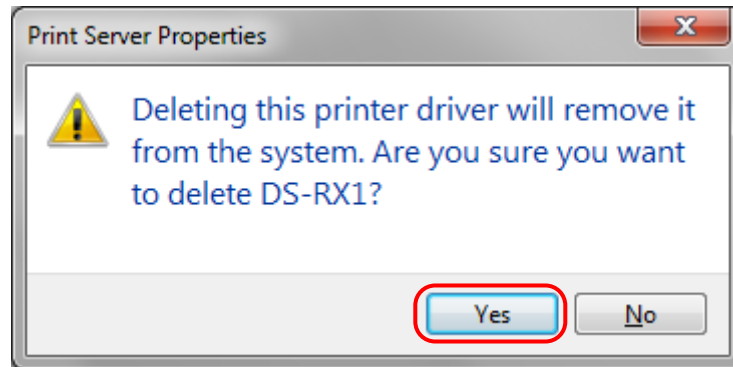 Print Server Properties
Deleting this printer driver will remove it
from the system. Are you sure you want
to delete DS-RX1?
Yes
No